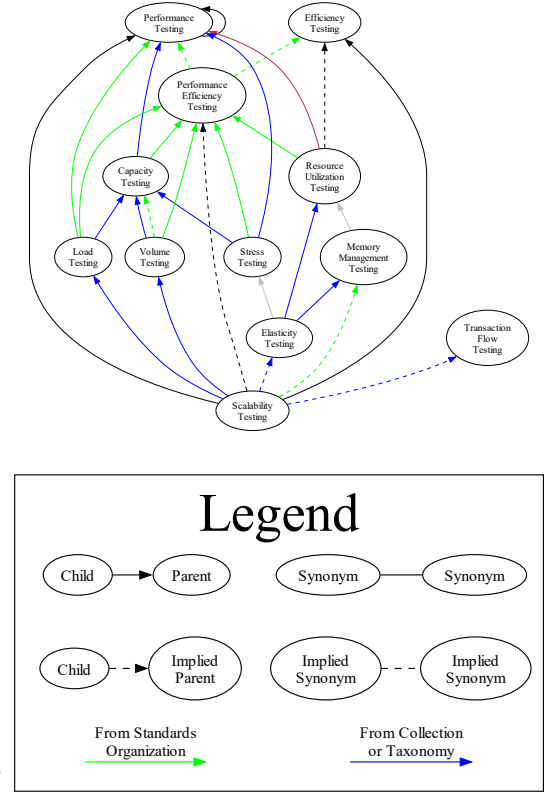 Performance
Testing
Efficiency
Testing
Performance
Efficiency
Testing
Capacity
Testing
Resource
Utilization
Testing
Load
Testing
Volume
Testing
Stress
Testing
Memory
Management
Testing
Elasticity
Testing
Transaction
Flow
Testing
Scalability
Testing
Legend
Child
Parent
Synonym
Synonym
Child
Implied
Parent
Implied
Synonym
Implied
Synonym
From Standards
Organization
From Collection
or Taxonomy